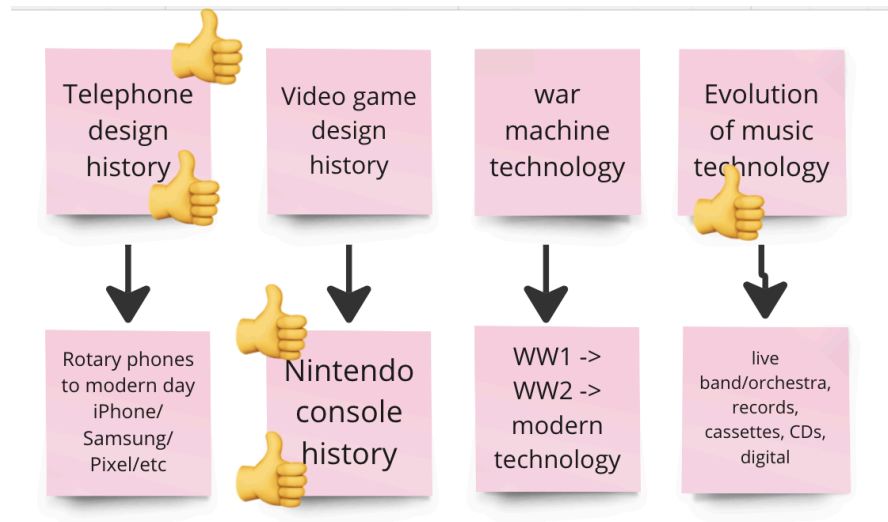 Telephone
design
history
Video game
design
history
war
machine
technology
Evolution
of music
technology
Rotary phones
to modern day
iPhone/
Samsung/
Pixel/etc
Nintendo
console
history
WW1 ->
WW2 ->
modern
technology
live
band/orchestra,
records,
cassettes, CDs,
digital